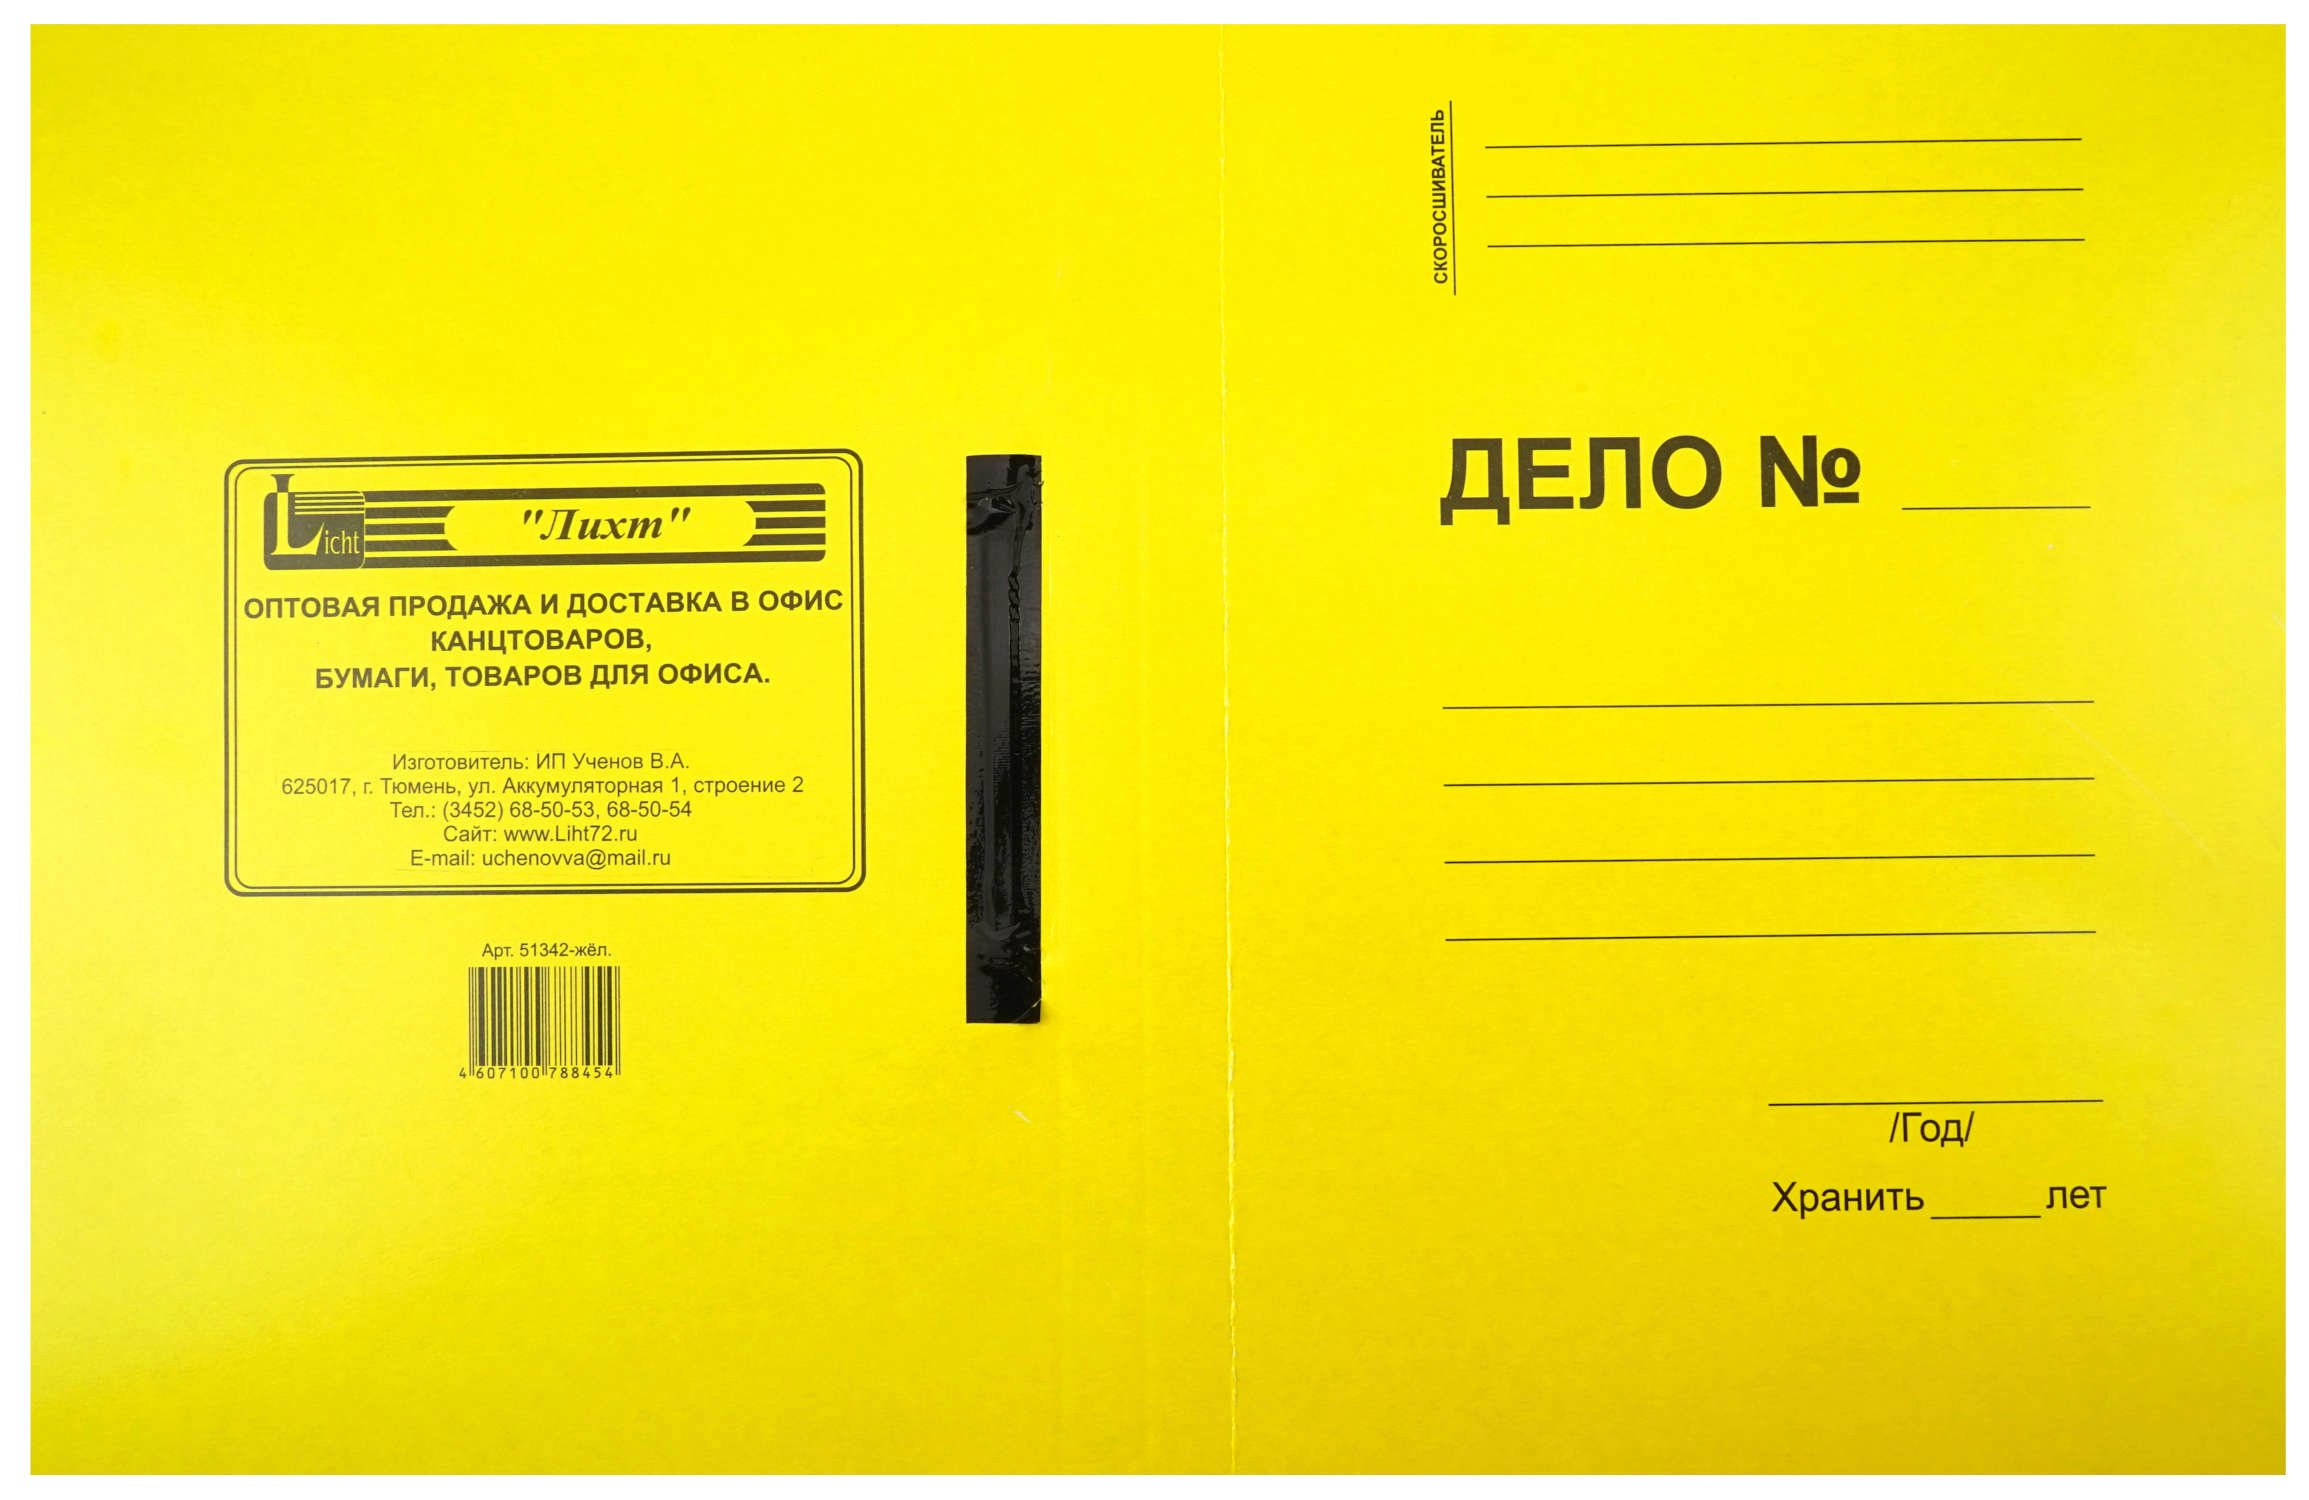 Licht
"Лихт"
ОПТОВАЯ ПРОДАЖА И ДОСТАВКА В ОФИС
КАНЦТОВАРОВ,
БУМАГИ, ТОВАРОВ ДЛЯ ОФИСА.
Изготовитель: ИП Ученов В.А.
625017, г. Тюмень, ул. Аккумуляторная 1, строение 2
Тел.: (3452) 68-50-53, 68-50-54
Сайт: www.Liht72.ru
E-mail: uchenovva@mail.ru
Арт. 51342-жёл.
4 607100 788454
СКОРОСШИВАТЕЛЬ
ДЕЛО №
/Год/
Хранить _____ лет